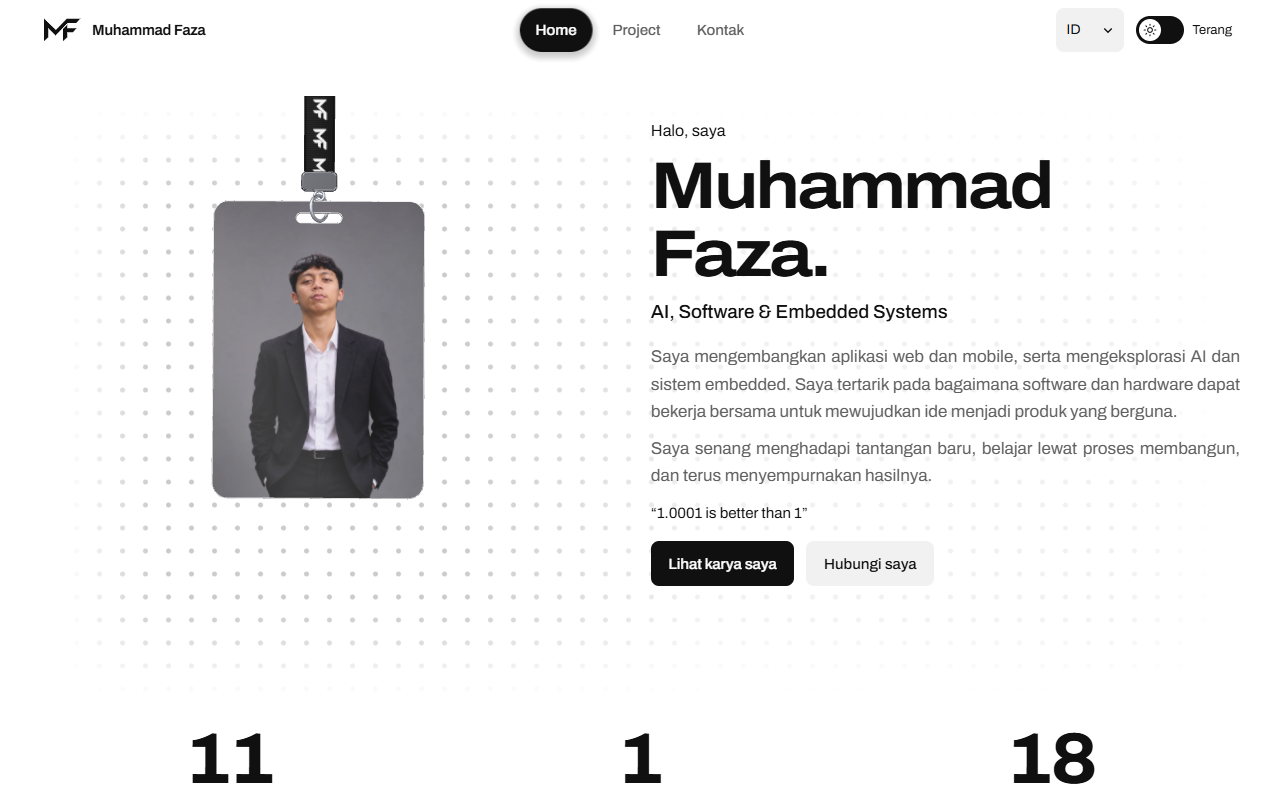 MF Muhammad Faza
Home
Project
Kontak
ID
Terang
MF
MF
M
Halo, saya
Muhammad
Faza.
AI, Software & Embedded Systems
Saya mengembangkan aplikasi web dan mobile, serta mengeksplorasi AI dan
sistem embedded. Saya tertarik pada bagaimana software dan hardware dapat
bekerja bersama untuk mewujudkan ide menjadi produk yang berguna.
Saya senang menghadapi tantangan baru, belajar lewat proses membangun,
dan terus menyempurnakan hasilnya.
“1.0001 is better than 1”
Lihat karya saya
Hubungi saya
11
1
18